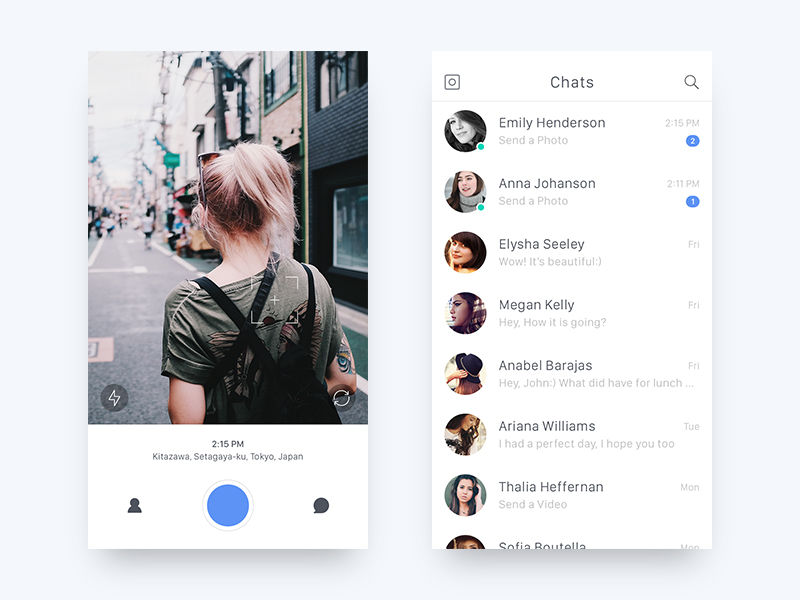 2:15 PM
Kitazawa, Setagaya-ku, Tokyo, Japan
Chats
Emily Henderson
2:15 PM
Send a Photo
2
Anna Johanson
2:11 PM
Send a Photo
1
Elysha Seeley
Fri
Wow! It's beautiful:)
Megan Kelly
Fri
Hey, How it is going?
Anabel Barajas
Fri
Hey, John:) What did have for lunch ...
Ariana Williams
Tue
I had a perfect day, I hope you too
Thalia Heffernan
Mon
Send a Video
Sofia Boutella
Mon